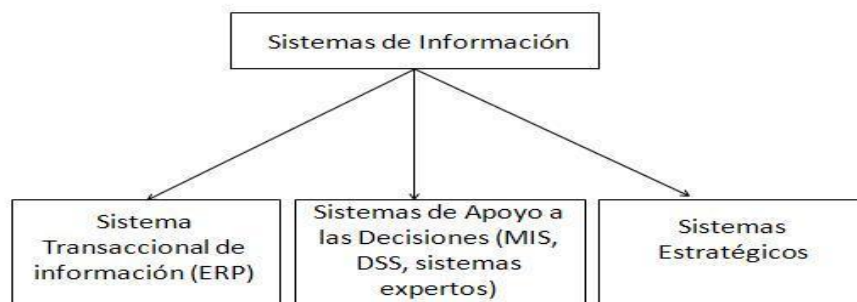 Sistemas de Información
Sistema
Transaccional de
información (ERP)
Sistemas de Apoyo a
las Decisiones (MIS,
DSS, sistemas
expertos)
Sistemas
Estratégicos